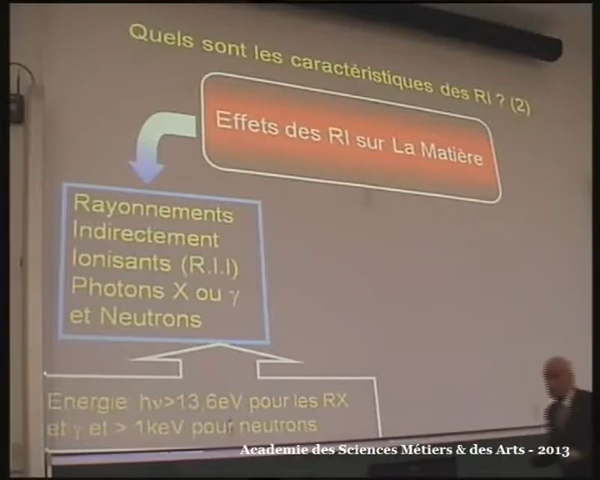 Quels sont les caractéristiques des RI ? (2)
Effets des RI sur La Matière
Rayonnements
Indirectement
Ionisants (R.I.I)
Photons X ou γ
et Neutrons
Energie: hν>13,6eV pour les RX
et γ et > 1keV pour neutrons
Academie des Sciences Métiers & des Arts - 2013